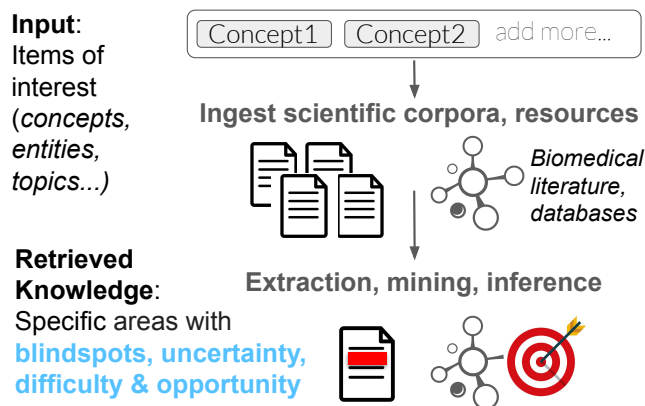 Input:
Items of
interest
(concepts,
entities,
topics...)
Concept1 Concept2 add more...
Ingest scientific corpora, resources
Biomedical
literature,
databases
Retrieved
Knowledge:
Specific areas with
blindspots, uncertainty,
difficulty & opportunity
Extraction, mining, inference